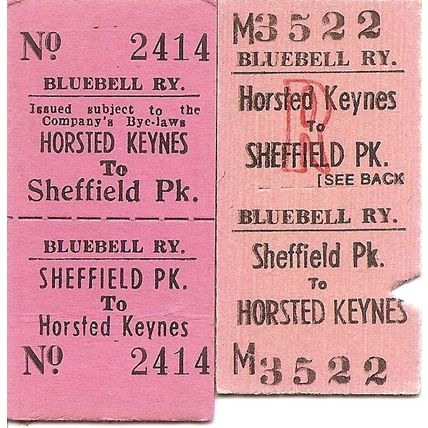 Nº 2414
BLUEBELL RY.
Issued subject to the
Company's Bye-laws
HORSTED KEYNES
To
Sheffield Pk.
BLUEBELL RY.
SHEFFIELD PK.
To
Horsted Keynes
Nº 2414
M3522
BLUEBELL RY.
Horsted Keynes
R
To
SHEFFIELD PK.
[SEE BACK
BLUEBELL RY.
Sheffield Pk.
To
HORSTED KEYNES
M3522